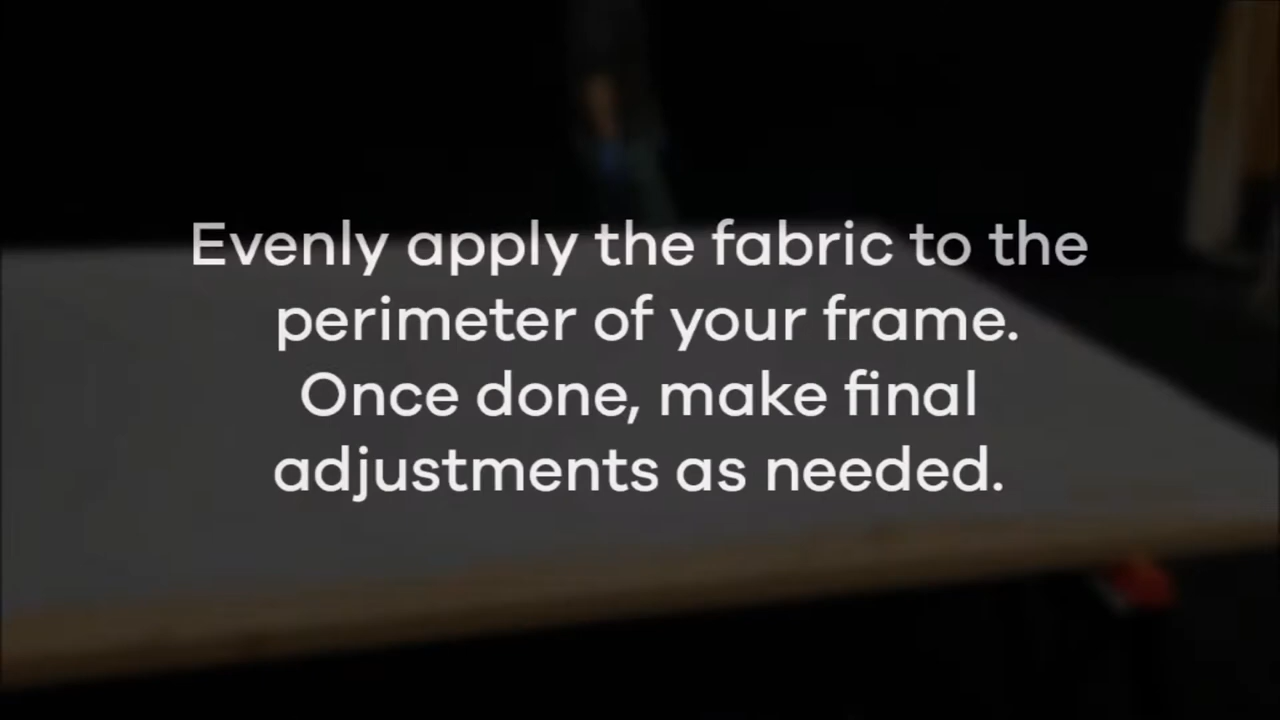 Evenly apply the fabric to the
perimeter of your frame.
Once done, make final
adjustments as needed.